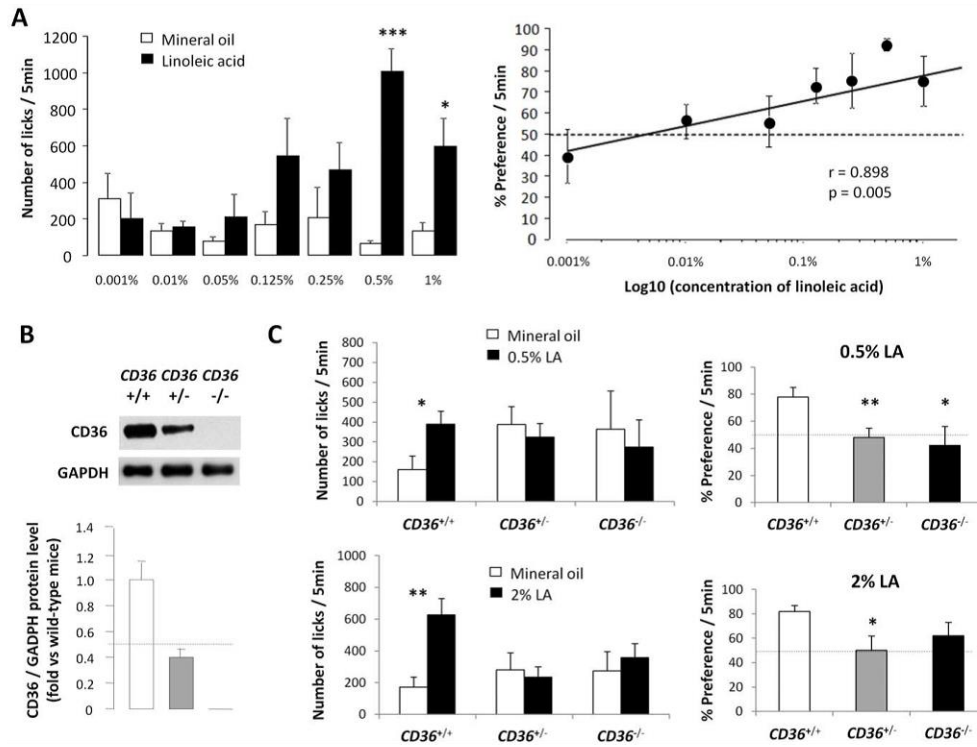 A
Number of licks / 5min
1200
1000
800
600
400
200
0
Mineral oil
Linoleic acid
***
*
0.001% 0.01% 0.05% 0.125% 0.25% 0.5% 1%
% Preference / 5min
100
90
80
70
60
50
40
30
20
10
0
r = 0.898
p = 0.005
0.001% 0.01% 0.1% 1%
Log10 (concentration of linoleic acid)
B
CD36 CD36 CD36
+/+ +/- -/-
CD36
GAPDH
CD36 / GADPH protein level
(fold vs wild-type mice)
1.4
1.2
1.0
0.8
0.6
0.4
0.2
0
C
Number of licks / 5min
800
700
600
500
400
300
200
100
0
Mineral oil
0.5% LA
*
CD36+/+ CD36+/- CD36-/-
0.5% LA
% Preference / 5min
100
80
60
40
20
0
** *
CD36+/+ CD36+/- CD36-/-
Number of licks / 5min
1000
800
600
400
200
0
Mineral oil
2% LA
**
CD36+/+ CD36+/- CD36-/-
2% LA
% Preference / 5min
100
80
60
40
20
0
*
CD36+/+ CD36+/- CD36-/-